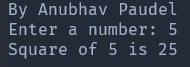 By Anubhav Paudel
Enter a number: 5
Square of 5 is 25